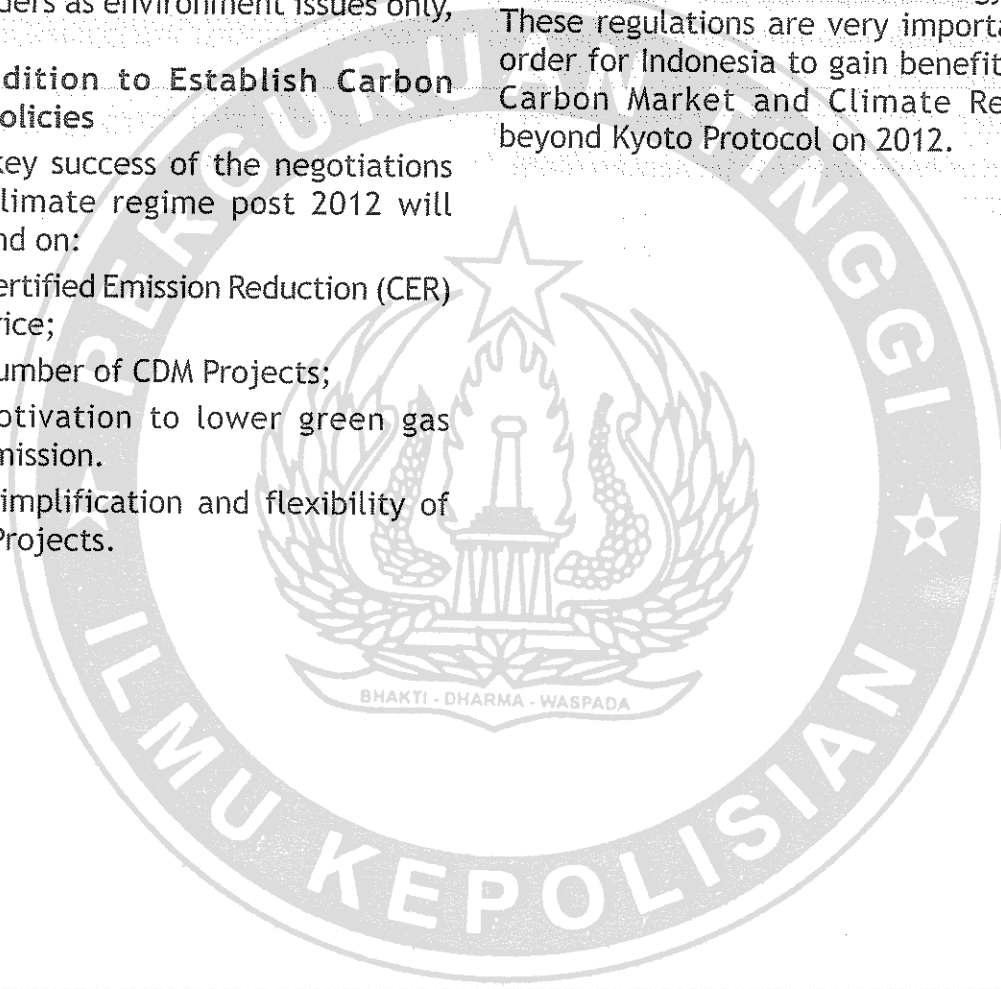 as environment issues only,
dition to Establish Carbon
olicies
key success of the negotiations
limate regime post 2012 will
nd on:
ertified Emission Reduction (CER)
rice;
umber of CDM Projects;
otivation to lower green gas
mission.
implification and flexibility of
Projects.
These regulations are very importa
order for Indonesia to gain benefit
Carbon Market and Climate Re
beyond Kyoto Protocol on 2012.
PERGURUAN TINGGI
BHAKTI - DHARMA - WASPADA
ILMU KEPOLISIAN